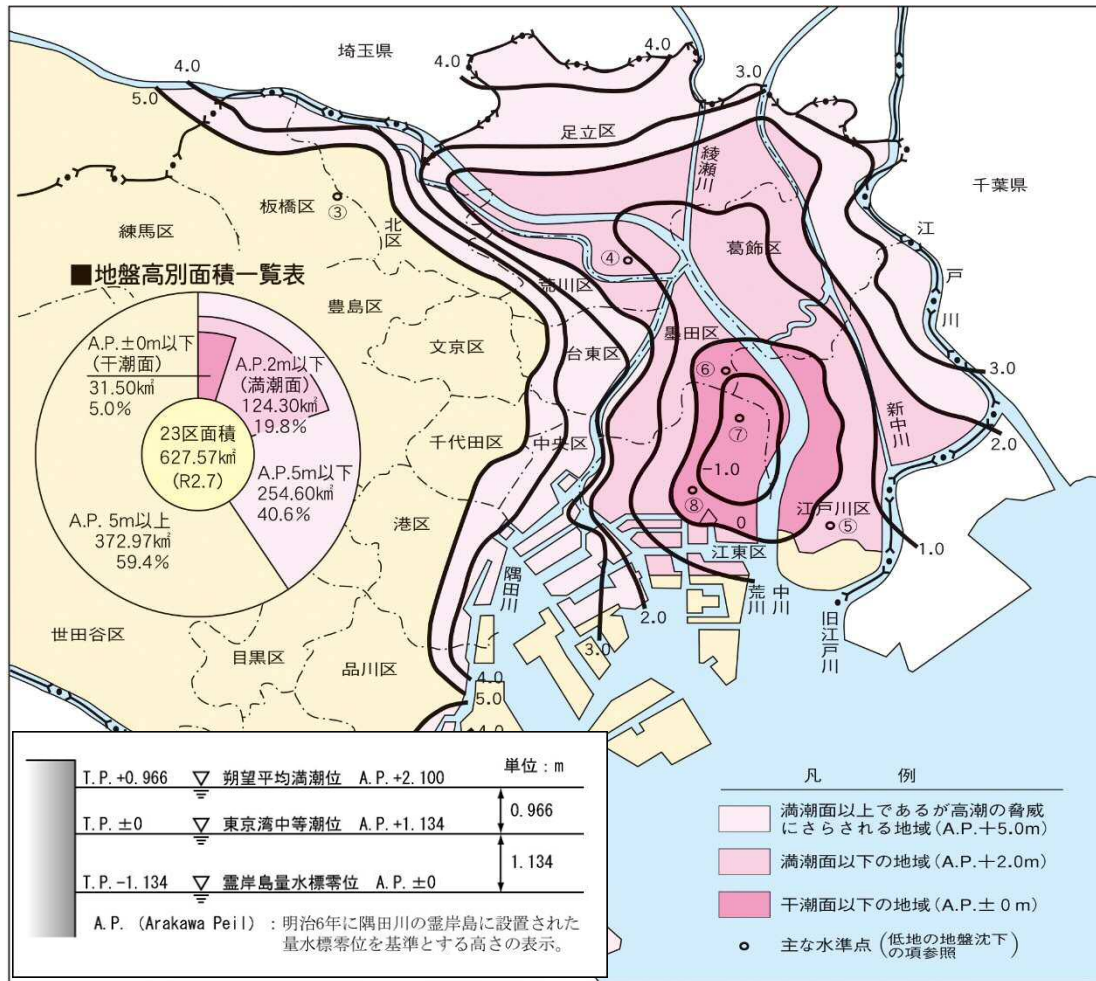 埼玉県
4.0
5.0
4.0
4.0
3.0
足立区
綾瀬川
千葉県
板橋区
③
北区
練馬区
江戸川
葛飾区
④
荒川区
■地盤高別面積一覧表
豊島区
文京区
墨田区
台東区
A.P.±0m以下
(干潮面)
31.50k㎡
5.0%
A.P.2m以下
(満潮面)
124.30k㎡
19.8%
⑥
3.0
新中川
23区面積
627.57k㎡
(R2.7)
千代田区
中央区
⑦
2.0
A.P.5m以下
254.60k㎡
40.6%
-1.0
A.P. 5m以上
372.97k㎡
59.4%
港区
⑧
0
江戸川区
⑤
江東区
1.0
隅田川
荒川
中川
旧江戸川
2.0
3.0
世田谷区
目黒区
品川区
4.0
5.0
単位：m
T.P.+0.966 ▽ 朔望平均満潮位 A.P.+2.100
0.966
T.P.±0 ▽ 東京湾中等潮位 A.P.+1.134
1.134
T.P.-1.134 ▽ 霊岸島量水標零位 A.P.±0
A.P. (Arakawa Peil) ：明治6年に隅田川の霊岸島に設置された
量水標零位を基準とする高さの表示。
凡 例
満潮面以上であるが高潮の脅威
にさらされる地域(A.P.+5.0m)
満潮面以下の地域(A.P.+2.0m)
干潮面以下の地域(A.P.±0m)
主な水準点(低地の地盤沈下
の項参照)